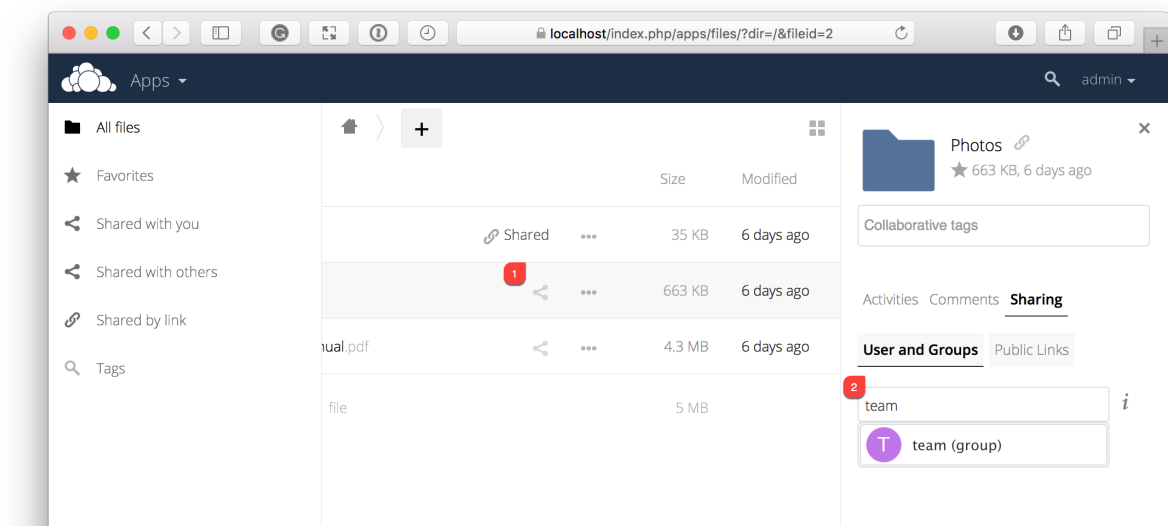 localhost/index.php/apps/files/?dir=/&fileid=2
Apps
admin
All files
Favorites
Shared with you
Shared with others
Shared by link
Tags
Size Modified
Shared 35 KB 6 days ago
1
663 KB 6 days ago
nual.pdf 4.3 MB 6 days ago
file 5 MB
Photos
663 KB, 6 days ago
Collaborative tags
Activities Comments Sharing
User and Groups Public Links
2
team
i
T team (group)